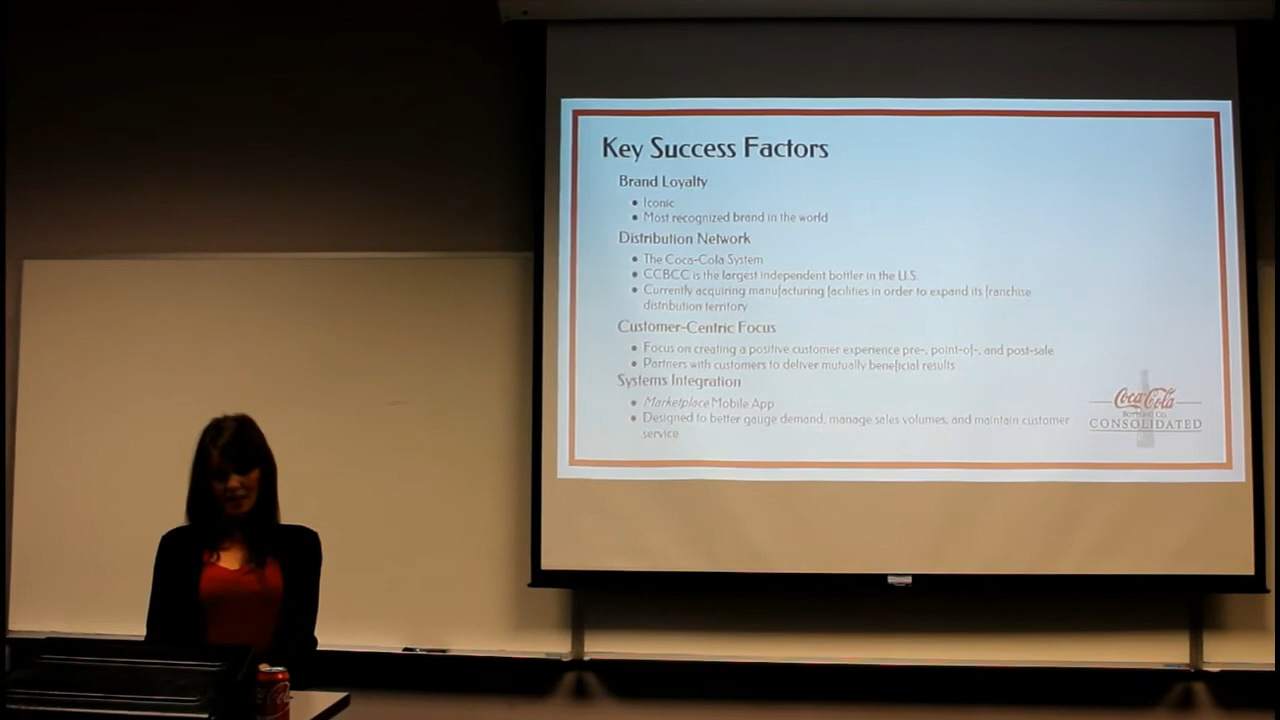 Key Success Factors
Brand Loyalty
• Iconic
• Most recognized brand in the world
Distribution Network
• The Coca-Cola System
• CCBCC is the largest independent bottler in the U.S.
• Currently acquiring manufacturing facilities in order to expand its franchise
distribution territory
Customer-Centric Focus
• Focus on creating a positive customer experience pre-, point-of-, and post-sale
• Partners with customers to deliver mutually beneficial results
Systems Integration
• Marketplace Mobile App
• Designed to better gauge demand, manage sales volumes, and maintain customer
service
Coca-Cola
BOTTLING CO.
CONSOLIDATED